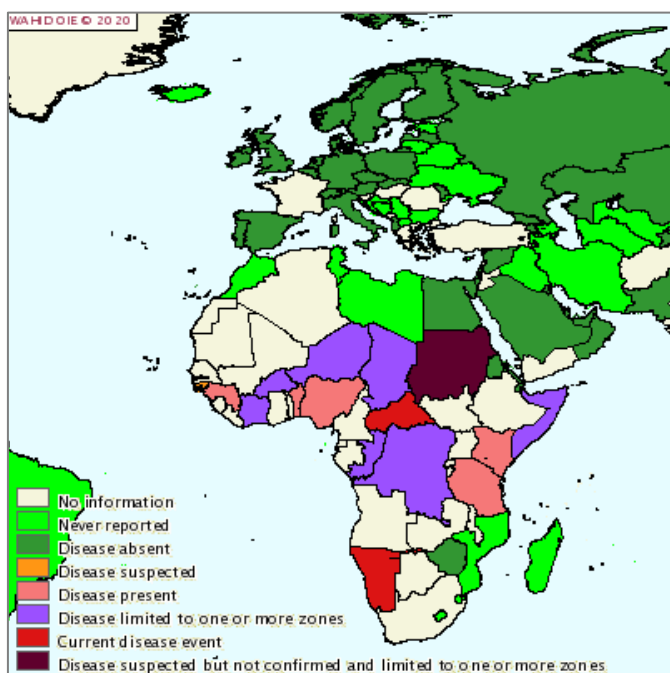 WAHID OIE © 2020
No information
Never reported
Disease absent
Disease suspected
Disease present
Disease limited to one or more zones
Current disease event
Disease suspected but not confirmed and limited to one or more zones